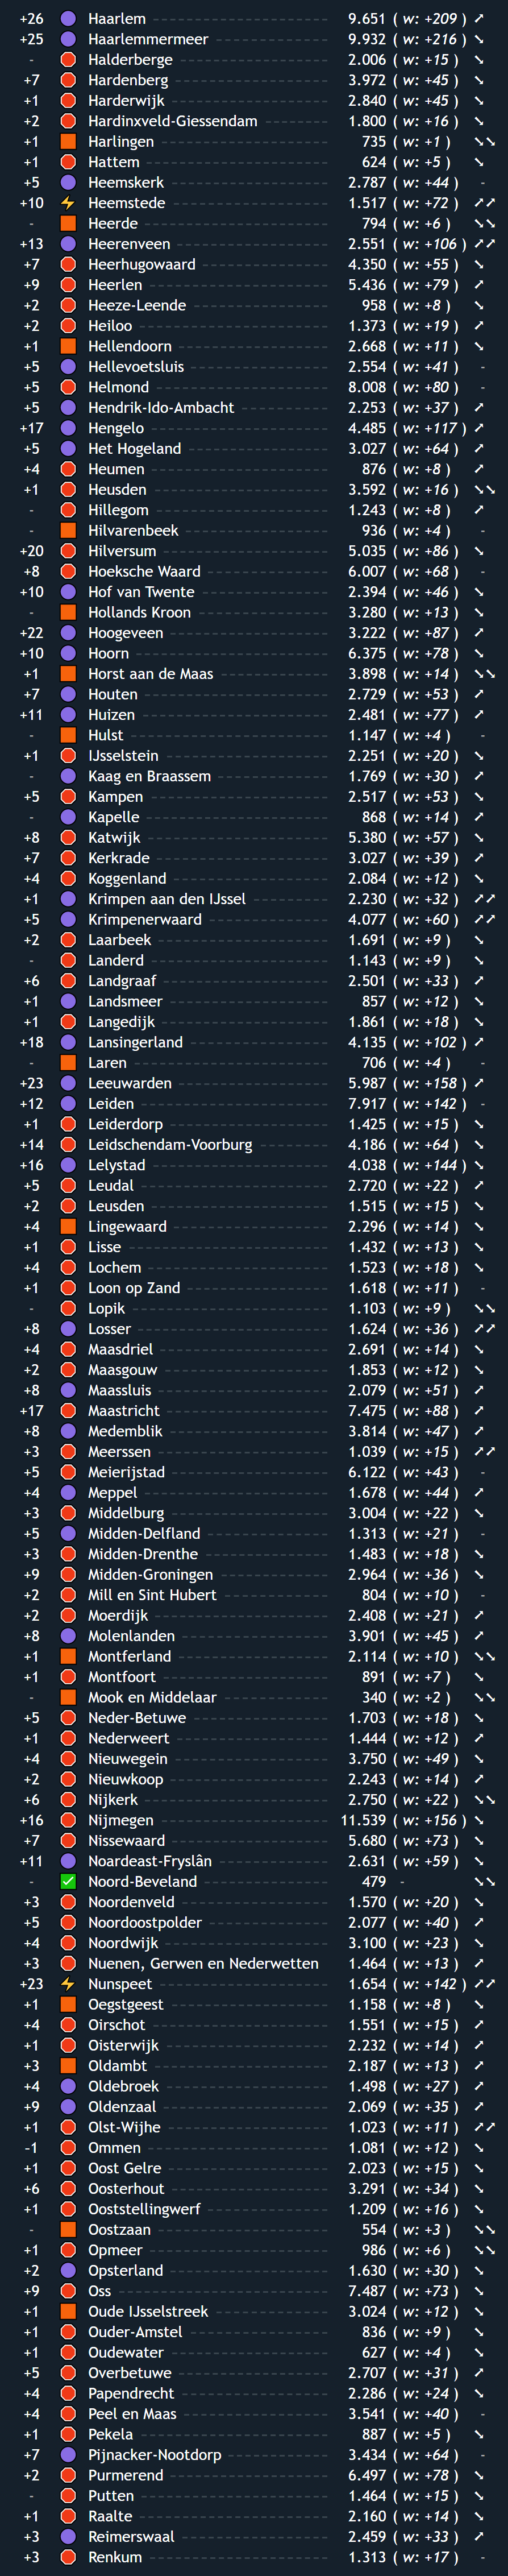 +26 Haarlem 9.651 ( w: +209 ) ➚
+25 Haarlemmermeer 9.932 ( w: +216 ) ➘
- Halderberge 2.006 ( w: +15 ) ➘
+7 Hardenberg 3.972 ( w: +45 ) ➘
+1 Harderwijk 2.840 ( w: +45 ) ➘
+2 Hardinxveld-Giessendam 1.800 ( w: +16 ) ➘
+1 Harlingen 735 ( w: +1 ) ➘➘
+1 Hattem 624 ( w: +5 ) ➘
+5 Heemskerk 2.787 ( w: +44 ) -
+10 Heemstede 1.517 ( w: +72 ) ➚➚
- Heerde 794 ( w: +6 ) ➘➘
+13 Heerenveen 2.551 ( w: +106 ) ➚➚
+7 Heerhugowaard 4.350 ( w: +55 ) ➘
+9 Heerlen 5.436 ( w: +79 ) ➚
+2 Heeze-Leende 958 ( w: +8 ) ➘
+2 Heiloo 1.373 ( w: +19 ) ➚
+1 Hellendoorn 2.668 ( w: +11 ) ➘
+5 Hellevoetsluis 2.554 ( w: +41 ) -
+5 Helmond 8.008 ( w: +80 ) -
+5 Hendrik-Ido-Ambacht 2.253 ( w: +37 ) ➚
+17 Hengelo 4.485 ( w: +117 ) ➚
+5 Het Hogeland 3.027 ( w: +64 ) ➚
+4 Heumen 876 ( w: +8 ) ➚
+1 Heusden 3.592 ( w: +16 ) ➘➘
- Hillegom 1.243 ( w: +8 ) ➚
- Hilvarenbeek 936 ( w: +4 ) -
+20 Hilversum 5.035 ( w: +86 ) ➘
+8 Hoeksche Waard 6.007 ( w: +68 ) -
+10 Hof van Twente 2.394 ( w: +46 ) ➘
- Hollands Kroon 3.280 ( w: +13 ) ➘
+22 Hoogeveen 3.222 ( w: +87 ) ➚
+10 Hoorn 6.375 ( w: +78 ) ➘
+1 Horst aan de Maas 3.898 ( w: +14 ) ➘➘
+7 Houten 2.729 ( w: +53 ) ➚
+11 Huizen 2.481 ( w: +77 ) ➚
- Hulst 1.147 ( w: +4 ) -
+1 IJsselstein 2.251 ( w: +20 ) ➘
- Kaag en Braassem 1.769 ( w: +30 ) ➚
+5 Kampen 2.517 ( w: +53 ) ➘
- Kapelle 868 ( w: +14 ) ➚
+8 Katwijk 5.380 ( w: +57 ) ➘
+7 Kerkrade 3.027 ( w: +39 ) ➚
+4 Koggenland 2.084 ( w: +12 ) ➘
+1 Krimpen aan den IJssel 2.230 ( w: +32 ) ➚➚
+5 Krimpenerwaard 4.077 ( w: +60 ) ➚➚
+2 Laarbeek 1.691 ( w: +9 ) ➘
- Landerd 1.143 ( w: +9 ) ➘
+6 Landgraaf 2.501 ( w: +33 ) ➚
+1 Landsmeer 857 ( w: +12 ) ➘
+1 Langedijk 1.861 ( w: +18 ) ➘
+18 Lansingerland 4.135 ( w: +102 ) ➚
- Laren 706 ( w: +4 ) -
+23 Leeuwarden 5.987 ( w: +158 ) ➚
+12 Leiden 7.917 ( w: +142 ) -
+1 Leiderdorp 1.425 ( w: +15 ) ➘
+14 Leidschendam-Voorburg 4.186 ( w: +64 ) ➘
+16 Lelystad 4.038 ( w: +144 ) ➘
+5 Leudal 2.720 ( w: +22 ) ➚
+2 Leusden 1.515 ( w: +15 ) ➘
+4 Lingewaard 2.296 ( w: +14 ) ➘
+1 Lisse 1.432 ( w: +13 ) ➘
+4 Lochem 1.523 ( w: +18 ) ➘
+1 Loon op Zand 1.618 ( w: +11 ) -
- Lopik 1.103 ( w: +9 ) ➘➘
+8 Losser 1.624 ( w: +36 ) ➚➚
+4 Maasdriel 2.691 ( w: +14 ) ➘
+2 Maasgouw 1.853 ( w: +12 ) ➘
+8 Maassluis 2.079 ( w: +51 ) ➚
+17 Maastricht 7.475 ( w: +88 ) ➚
+8 Medemblik 3.814 ( w: +47 ) ➚
+3 Meerssen 1.039 ( w: +15 ) ➚➚
+5 Meierijstad 6.122 ( w: +43 ) -
+4 Meppel 1.678 ( w: +44 ) ➚
+3 Middelburg 3.004 ( w: +22 ) ➘
+5 Midden-Delfland 1.313 ( w: +21 ) -
+3 Midden-Drenthe 1.483 ( w: +18 ) ➘
+9 Midden-Groningen 2.964 ( w: +36 ) ➘
+2 Mill en Sint Hubert 804 ( w: +10 ) -
+2 Moerdijk 2.408 ( w: +21 ) ➚
+8 Molenlanden 3.901 ( w: +45 ) ➚
+1 Montferland 2.114 ( w: +10 ) ➘➘
+1 Montfoort 891 ( w: +7 ) ➘
- Mook en Middelaar 340 ( w: +2 ) ➘➘
+5 Neder-Betuwe 1.703 ( w: +18 ) ➘
+1 Nederweert 1.444 ( w: +12 ) ➚
+4 Nieuwegein 3.750 ( w: +49 ) ➘
+2 Nieuwkoop 2.243 ( w: +14 ) ➚
+6 Nijkerk 2.750 ( w: +22 ) ➘➘
+16 Nijmegen 11.539 ( w: +156 ) ➘
+7 Nissewaard 5.680 ( w: +73 ) ➘
+11 Noardeast-Fryslân 2.631 ( w: +59 ) ➘
- Noord-Beveland 479 - ➘➘
+3 Noordenveld 1.570 ( w: +20 ) ➘
+5 Noordoostpolder 2.077 ( w: +40 ) ➚
+4 Noordwijk 3.100 ( w: +23 ) ➘
+3 Nuenen, Gerwen en Nederwetten 1.464 ( w: +13 ) ➚
+23 Nunspeet 1.654 ( w: +142 ) ➚➚
+1 Oegstgeest 1.158 ( w: +8 ) ➘
+4 Oirschot 1.551 ( w: +15 ) ➚
+1 Oisterwijk 2.232 ( w: +14 ) ➚
+3 Oldambt 2.187 ( w: +13 ) ➚
+4 Oldebroek 1.498 ( w: +27 ) ➚
+9 Oldenzaal 2.069 ( w: +35 ) ➚
+1 Olst-Wijhe 1.023 ( w: +11 ) ➚➚
-1 Ommen 1.081 ( w: +12 ) ➘
+1 Oost Gelre 2.023 ( w: +15 ) ➘
+6 Oosterhout 3.291 ( w: +34 ) ➘
+1 Ooststellingwerf 1.209 ( w: +16 ) ➘
- Oostzaan 554 ( w: +3 ) ➘➘
+1 Opmeer 986 ( w: +6 ) ➘➘
+2 Opsterland 1.630 ( w: +30 ) ➘
+9 Oss 7.487 ( w: +73 ) ➘
+1 Oude IJsselstreek 3.024 ( w: +12 ) ➘
+1 Ouder-Amstel 836 ( w: +9 ) ➘
+1 Oudewater 627 ( w: +4 ) ➘
+5 Overbetuwe 2.707 ( w: +31 ) ➚
+4 Papendrecht 2.286 ( w: +24 ) ➘
+4 Peel en Maas 3.541 ( w: +40 ) -
+1 Pekela 887 ( w: +5 ) ➘
+7 Pijnacker-Nootdorp 3.434 ( w: +64 ) -
+2 Purmerend 6.497 ( w: +78 ) ➘
- Putten 1.464 ( w: +15 ) ➘
+1 Raalte 2.160 ( w: +14 ) ➘
+3 Reimerswaal 2.459 ( w: +33 ) ➚
+3 Renkum 1.313 ( w: +17 ) -